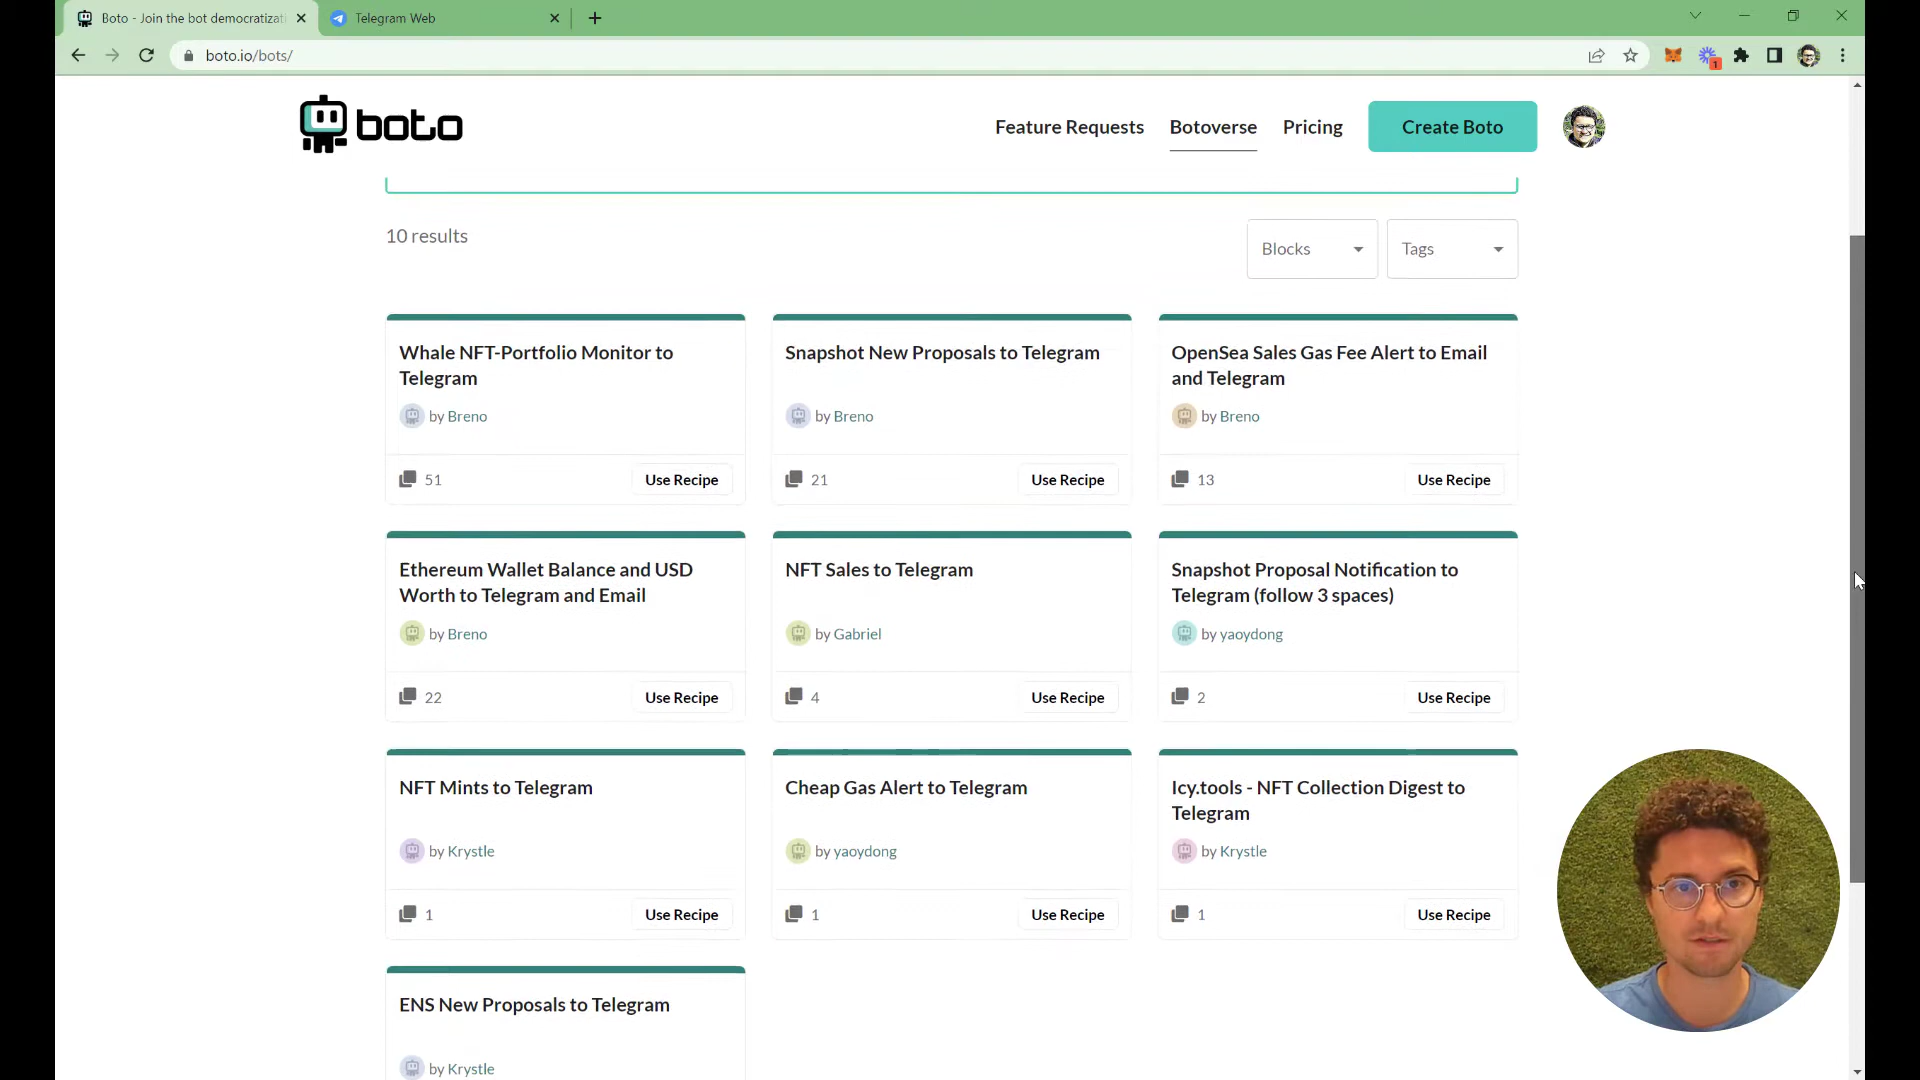 Boto - Join the bot democratizati
Telegram Web
boto.io/bots/
1
boto
Feature Requests
Botoverse
Pricing
Create Boto
10 results
Blocks
Tags
Whale NFT-Portfolio Monitor to
Telegram
by Breno
51
Use Recipe
Snapshot New Proposals to Telegram
by Breno
21
Use Recipe
OpenSea Sales Gas Fee Alert to Email
and Telegram
by Breno
13
Use Recipe
Ethereum Wallet Balance and USD
Worth to Telegram and Email
by Breno
22
Use Recipe
NFT Sales to Telegram
by Gabriel
4
Use Recipe
Snapshot Proposal Notification to
Telegram (follow 3 spaces)
by yaoydong
2
Use Recipe
NFT Mints to Telegram
by Krystle
1
Use Recipe
Cheap Gas Alert to Telegram
by yaoydong
1
Use Recipe
Icy.tools - NFT Collection Digest to
Telegram
by Krystle
1
Use Recipe
ENS New Proposals to Telegram
by Krystle